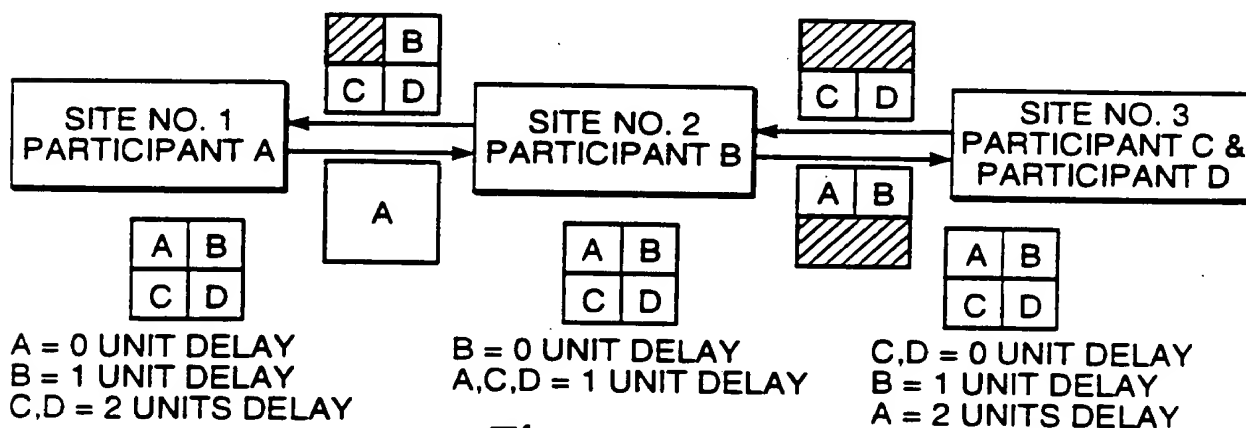 B
C D
C D
SITE NO. 1
PARTICIPANT A
SITE NO. 2
PARTICIPANT B
SITE NO. 3
PARTICIPANT C &
PARTICIPANT D
A
A B
A B
C D
A B
C D
A B
C D
A = 0 UNIT DELAY
B = 1 UNIT DELAY
C,D = 2 UNITS DELAY
B = 0 UNIT DELAY
A,C,D = 1 UNIT DELAY
C,D = 0 UNIT DELAY
B = 1 UNIT DELAY
A = 2 UNITS DELAY